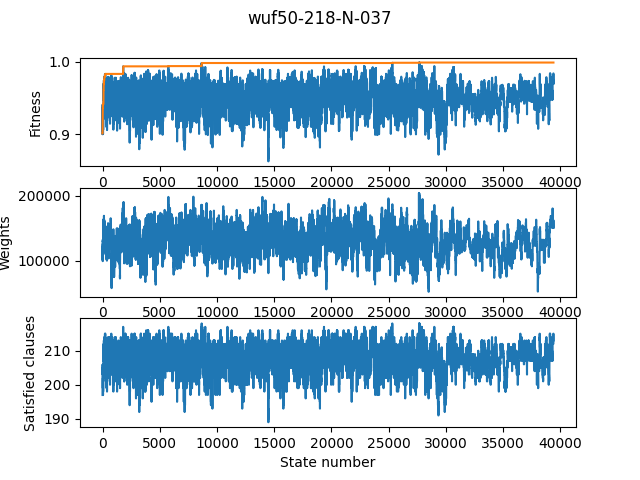 wuf50-218-N-037
1.0
0.9
Fitness
0 5000 10000 15000 20000 25000 30000 35000 40000
200000
100000
Weights
0 5000 10000 15000 20000 25000 30000 35000 40000
210
200
190
Satisfied clauses
0 5000 10000 15000 20000 25000 30000 35000 40000
State number